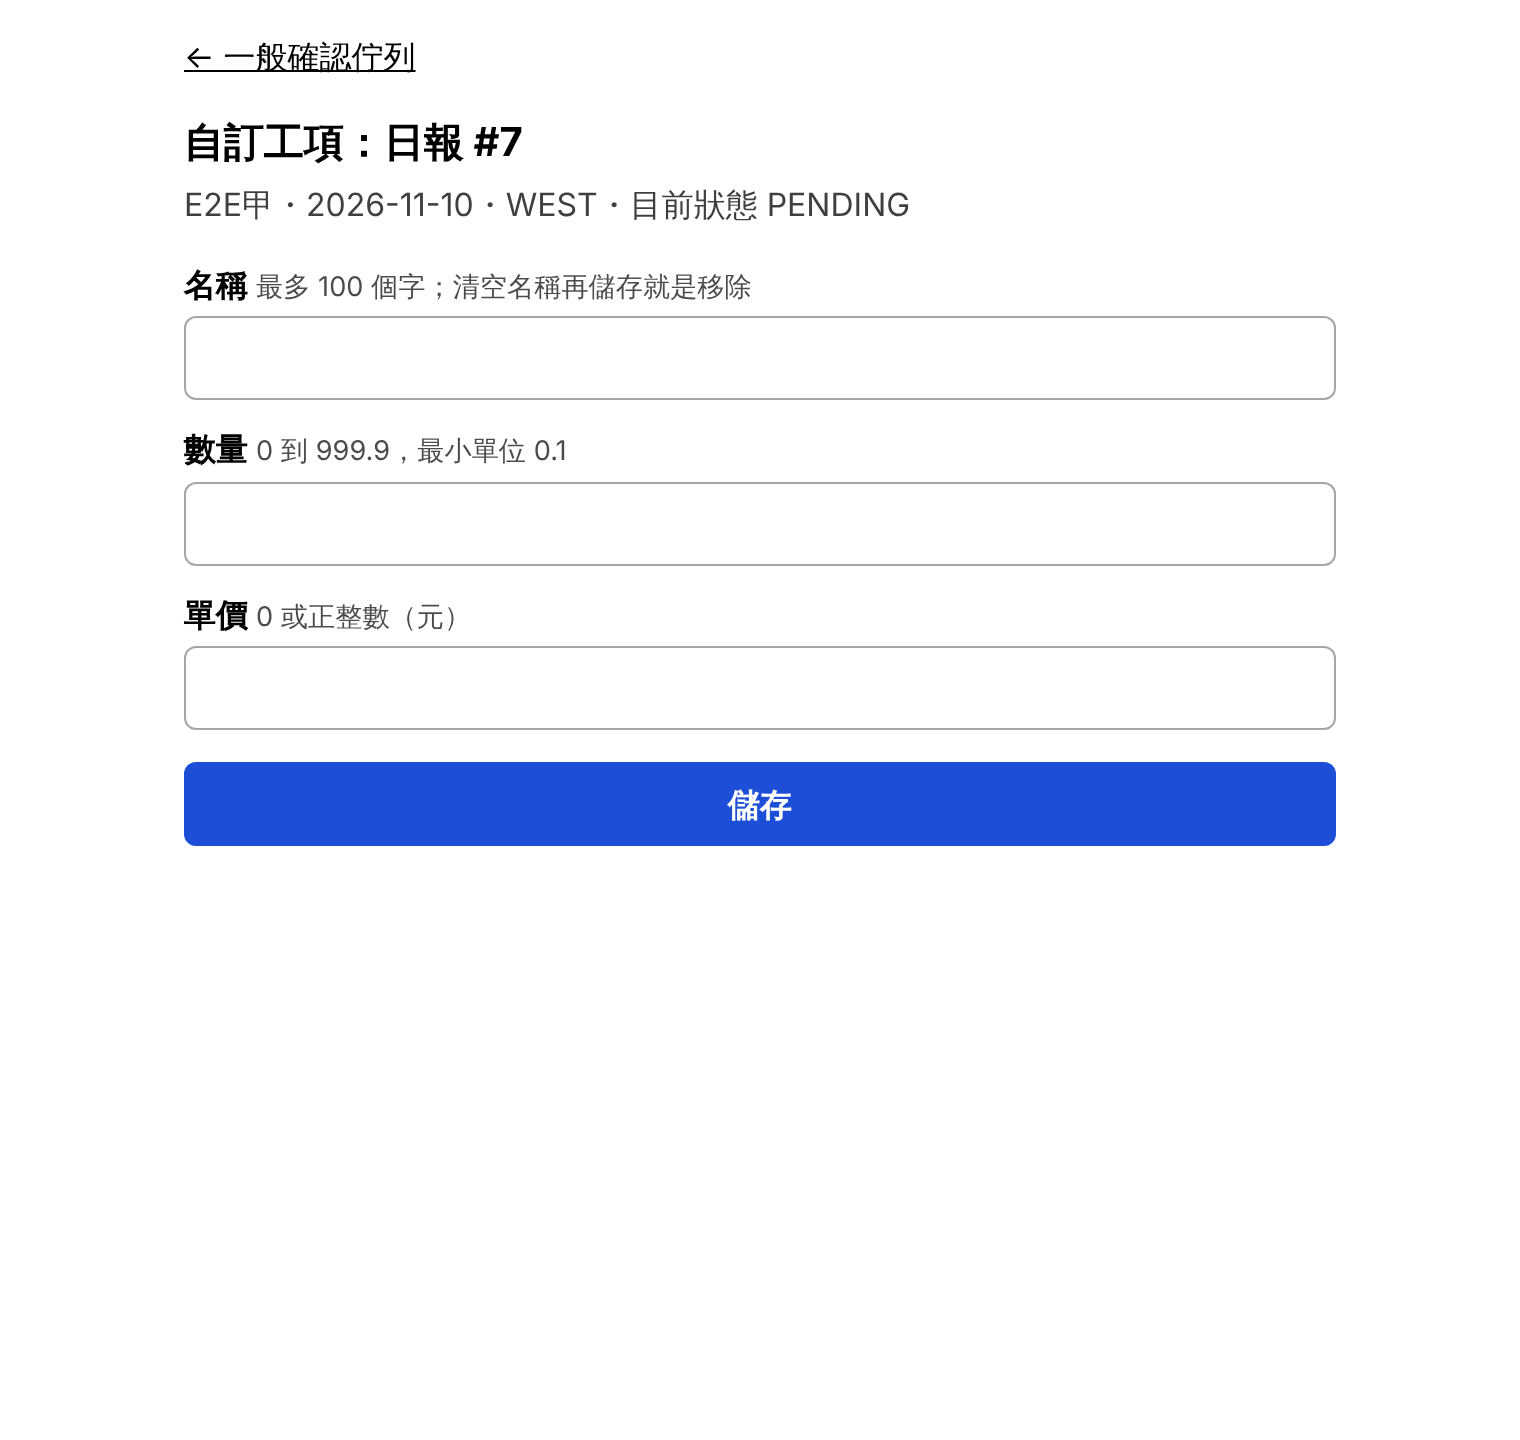 ← 一般確認佇列
自訂工項：日報 #7
E2E甲・2026-11-10・WEST・目前狀態 PENDING
名稱 最多 100 個字；清空名稱再儲存就是移除
數量 0 到 999.9，最小單位 0.1
單價 0 或正整數（元）
儲存